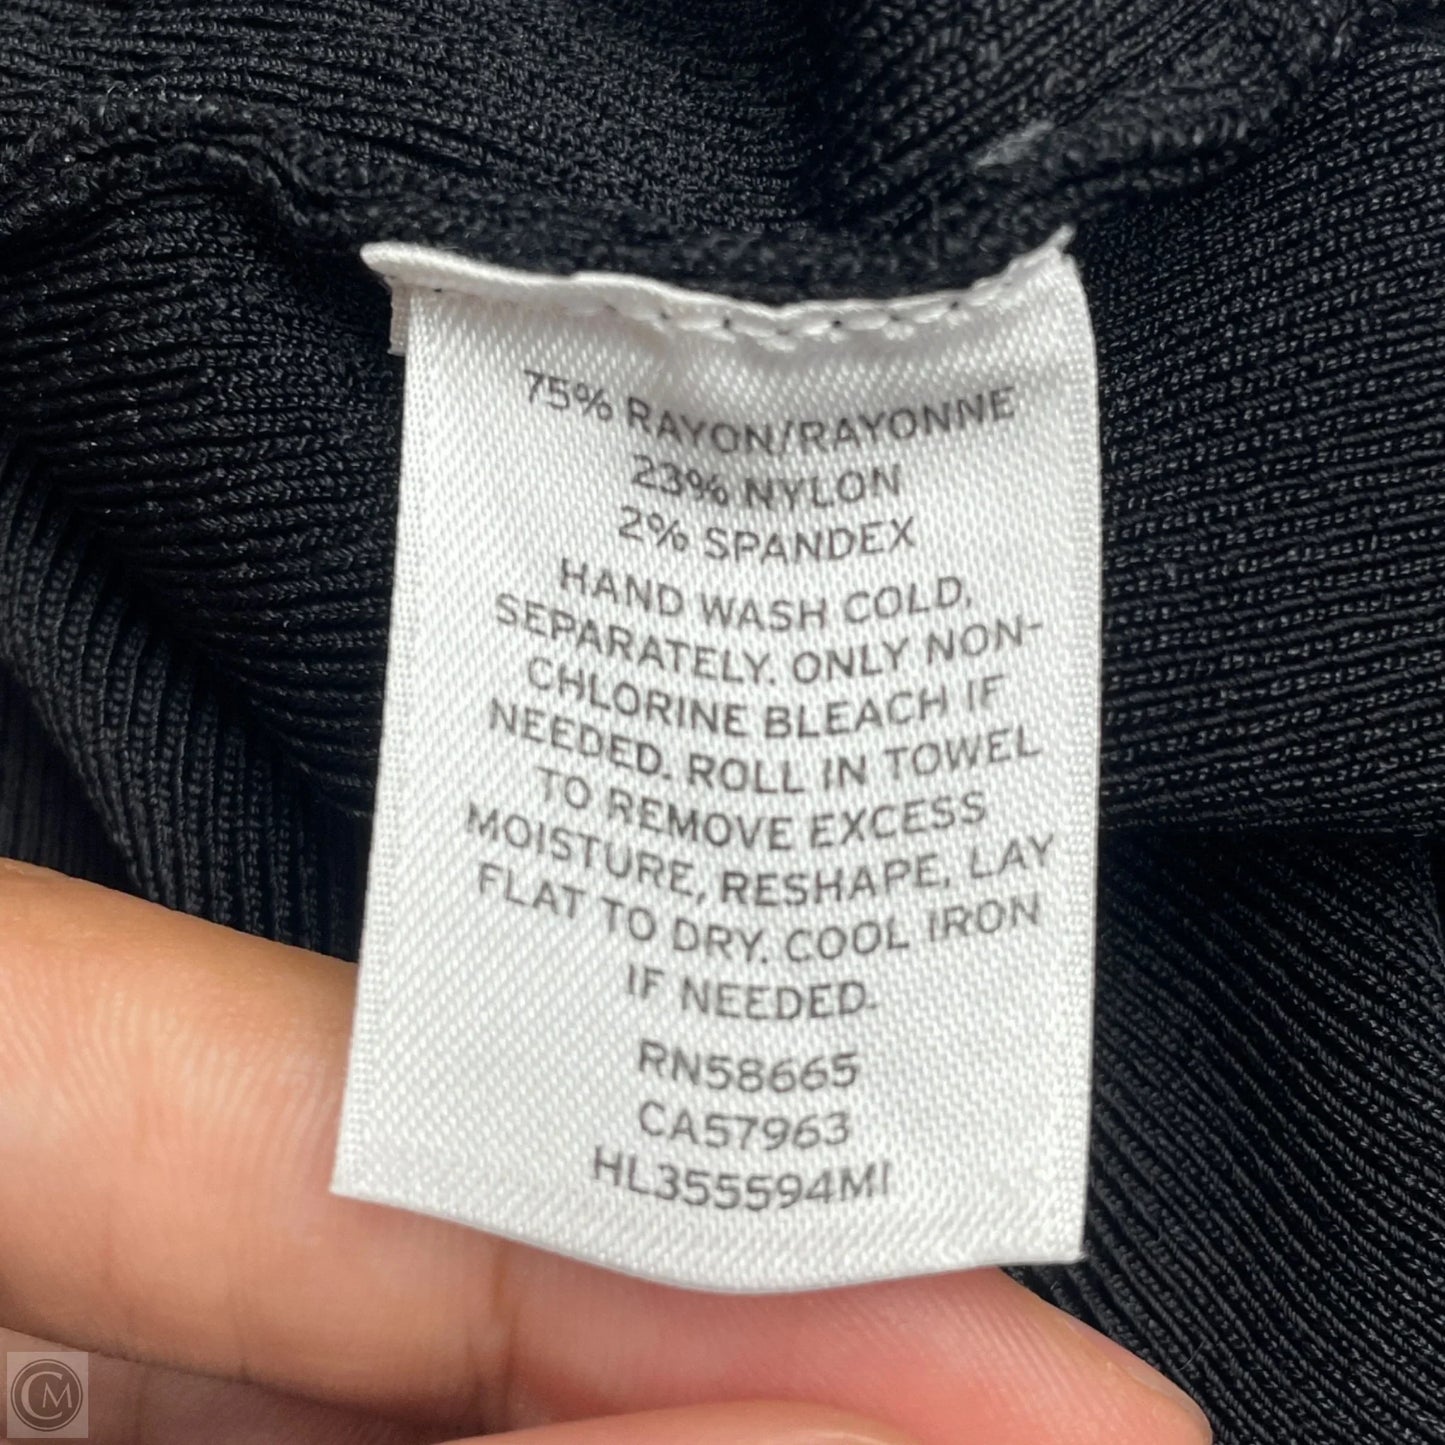 75% RAYON/RAYONNE
23% NYLON
2% SPANDEX
HAND WASH COLD,
SEPARATELY. ONLY NON-
CHLORINE BLEACH IF
NEEDED. ROLL IN TOWEL
TO REMOVE EXCESS
MOISTURE, RESHAPE, LAY
FLAT TO DRY. COOL IRON
IF NEEDED.
RN58665
CA57963
HL355594MI
CM